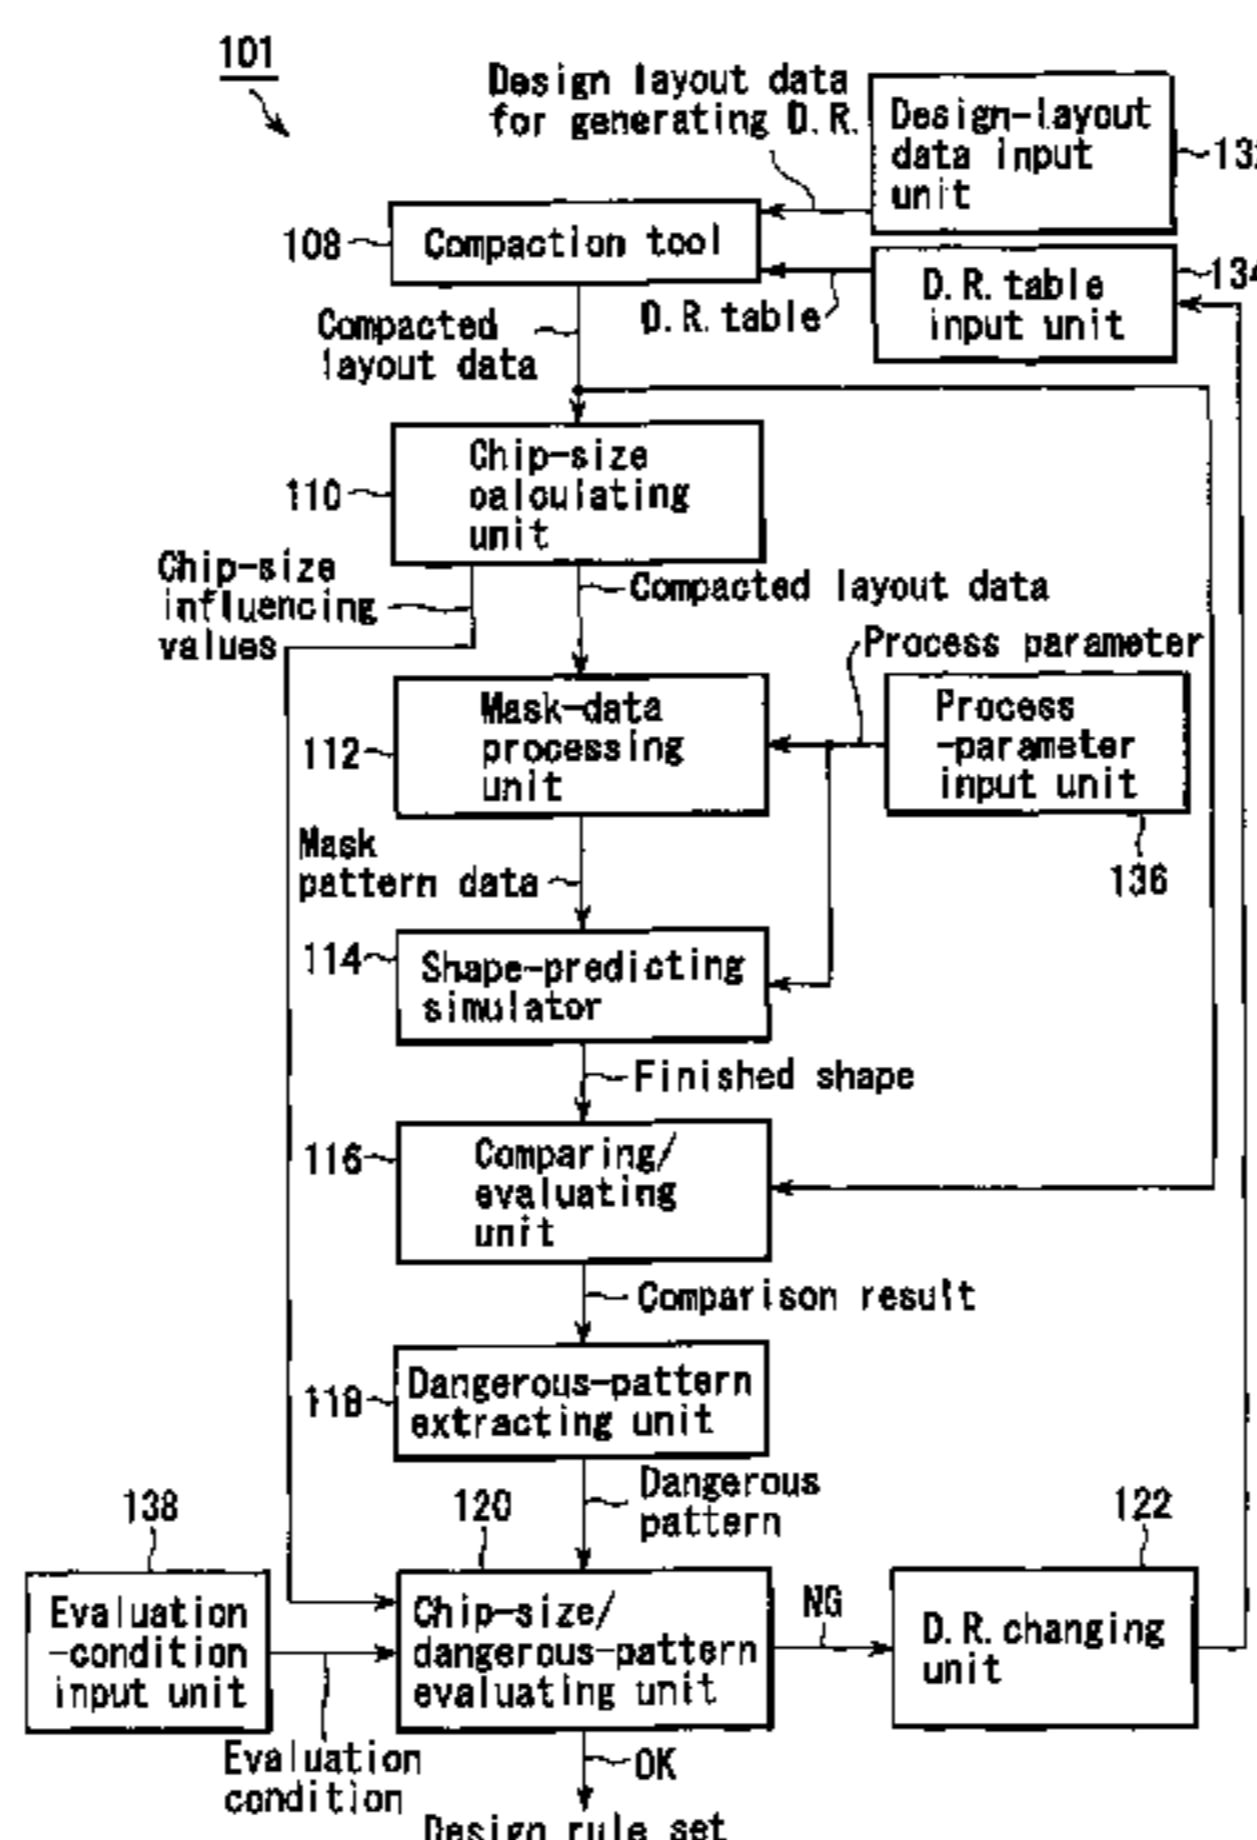 101
Design layout data
for generating D.R.
Design-layout
data input
unit
108
Compaction tool
D.R.table
input unit
D.R.table
Compacted
layout data
110
Chip-size
calculating
unit
Chip-size
influencing
values
Compacted layout data
Process parameter
112
Mask-data
processing
unit
Process
-parameter
input unit
136
Mask
pattern data
114
Shape-predicting
simulator
Finished shape
116
Comparing/
evaluating
unit
Comparison result
118
Dangerous-pattern
extracting unit
Dangerous
pattern
138
120
122
Evaluation
-condition
input unit
Chip-size/
dangerous-pattern
evaluating unit
NG
D.R.changing
unit
Evaluation
condition
OK
Design rule set